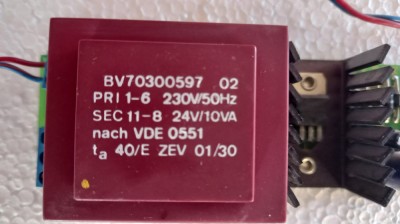 BV70300597 02
PRI 1-6 230V/50Hz
SEC 11-8 24V/10VA
nach VDE 0551
ta 40/E ZEV 01/30